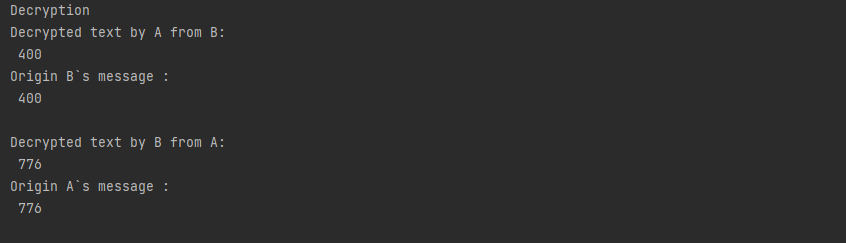 Decryption
Decrypted text by A from B:
400
Origin B`s message :
400
Decrypted text by B from A:
776
Origin A`s message :
776